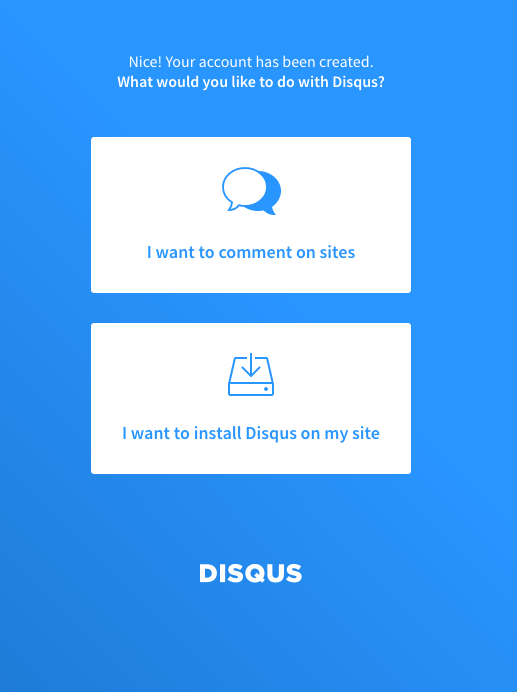 Nice! Your account has been created.
What would you like to do with Disqus?
I want to comment on sites
I want to install Disqus on my site
DISQUS